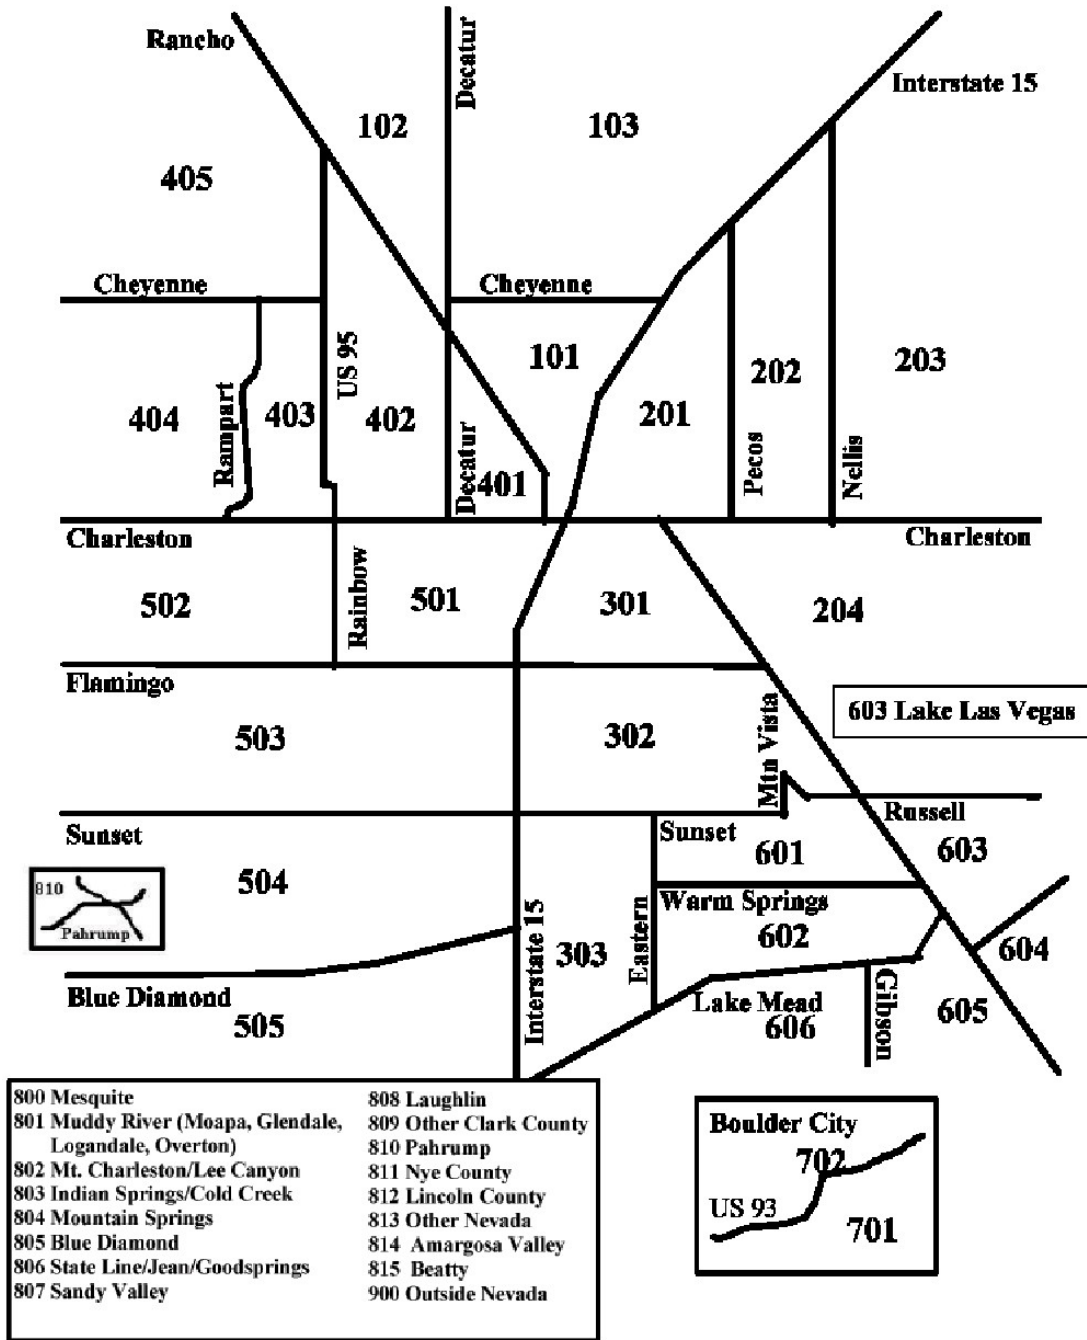 Rancho
Decatur
Interstate 15
102
103
405
Cheyenne
Cheyenne
US 95
101
202
203
404
Rampart
403
402
201
Decatur
401
Pecos
Nellis
Charleston
Charleston
502
Rainbow
501
301
204
Flamingo
603 Lake Las Vegas
503
302
Mtn Vista
Sunset
Sunset
Russell
601
603
504
810
Pahrump
Warm Springs
Interstate 15
Eastern
602
303
604
Blue Diamond
Lake Mead
Gibson
505
606
605
800 Mesquite
801 Muddy River (Moapa, Glendale,
Logandale, Overton)
802 Mt. Charleston/Lee Canyon
803 Indian Springs/Cold Creek
804 Mountain Springs
805 Blue Diamond
806 State Line/Jean/Goodsprings
807 Sandy Valley
808 Laughlin
809 Other Clark County
810 Pahrump
811 Nye County
812 Lincoln County
813 Other Nevada
814 Amargosa Valley
815 Beatty
900 Outside Nevada
Boulder City
702
US 93
701